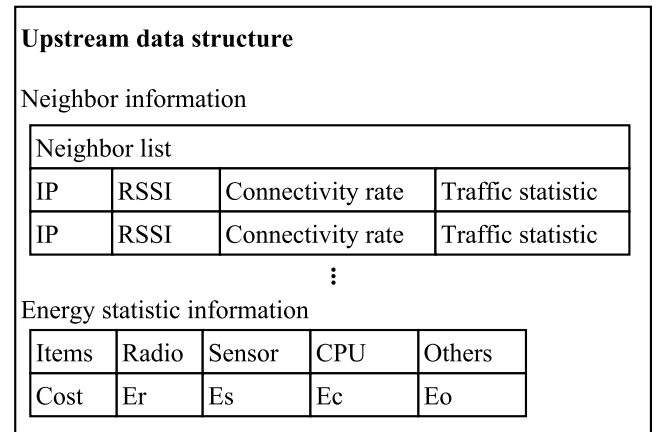 Upstream data structure
Neighbor information
Neighbor list
IP RSSI Connectivity rate Traffic statistic
IP RSSI Connectivity rate Traffic statistic
⋮
Energy statistic information
Items Radio Sensor CPU Others
Cost Er Es Ec Eo